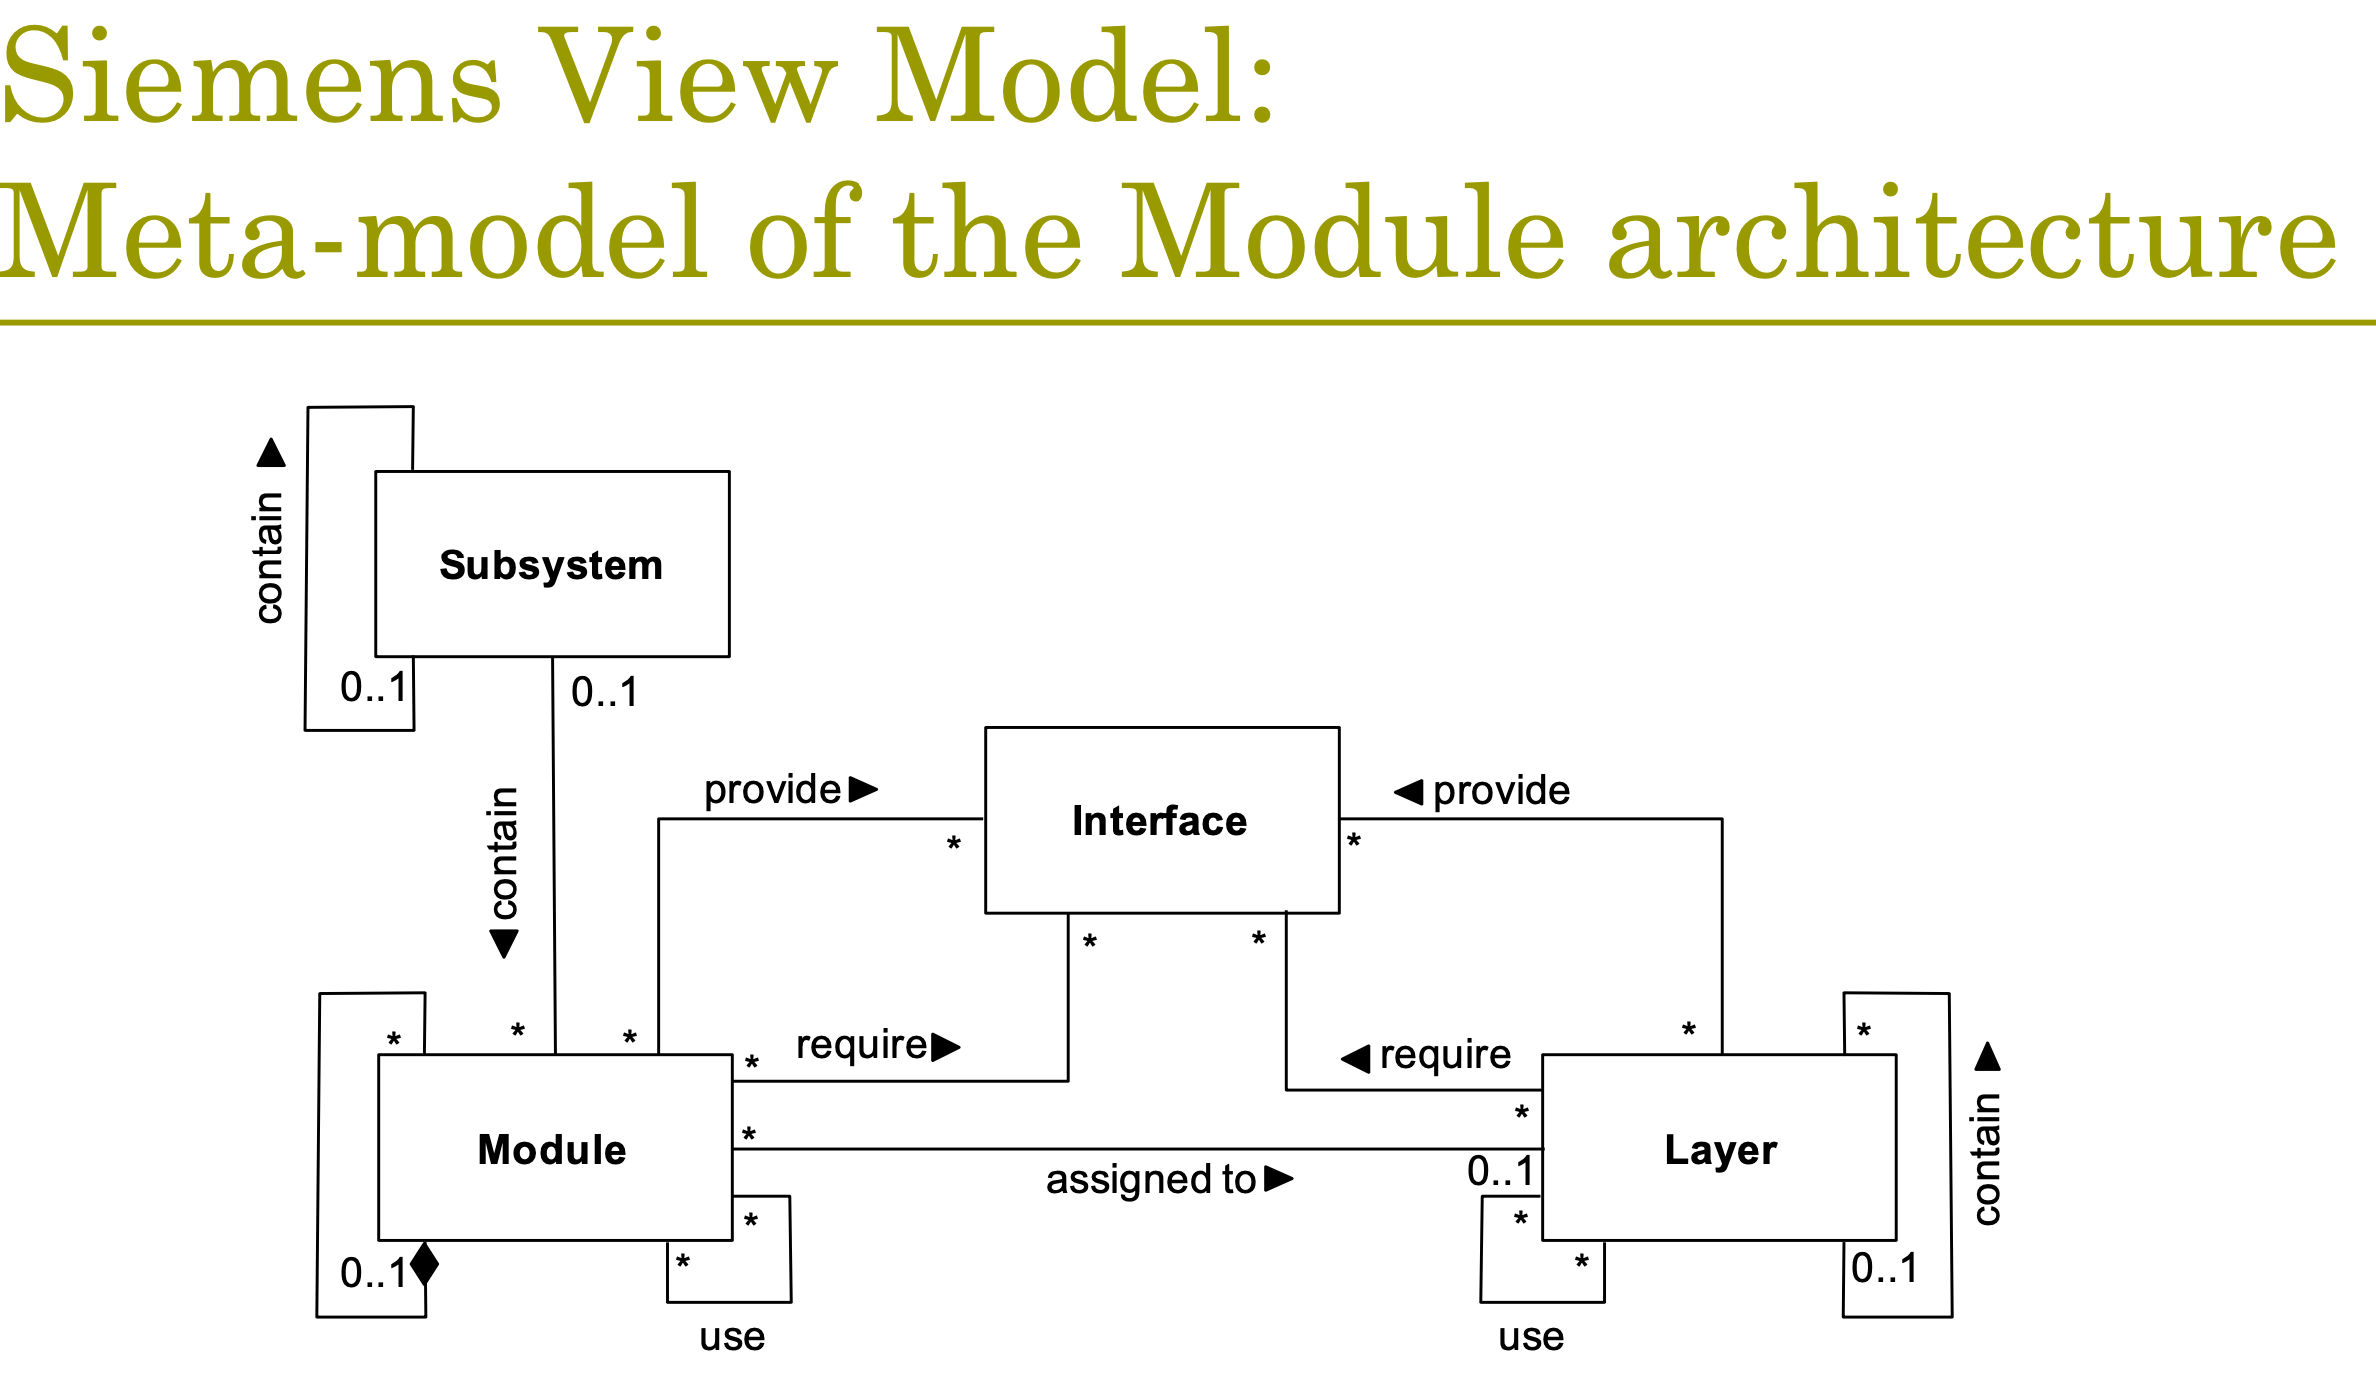 Siemens View Model:
Meta-model of the Module architecture
contain
Subsystem
0..1
0..1
contain
provide
*
Interface
provide
*
*
*
*
*
*
require
*
require
*
*
*
contain
Module
*
assigned to
0..1
Layer
*
*
*
*
0..1
0..1
use
use